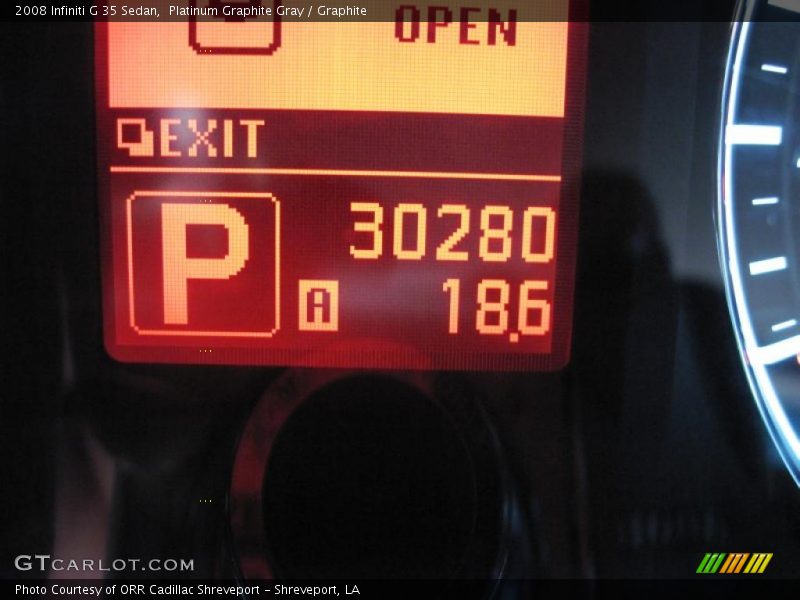 2008 Infiniti G 35 Sedan,  Platinum Graphite Gray / Graphite
OPEN
EXIT
P 30280
A 18.6
GTCARLOT.COM
Photo Courtesy of ORR Cadillac Shreveport - Shreveport, LA